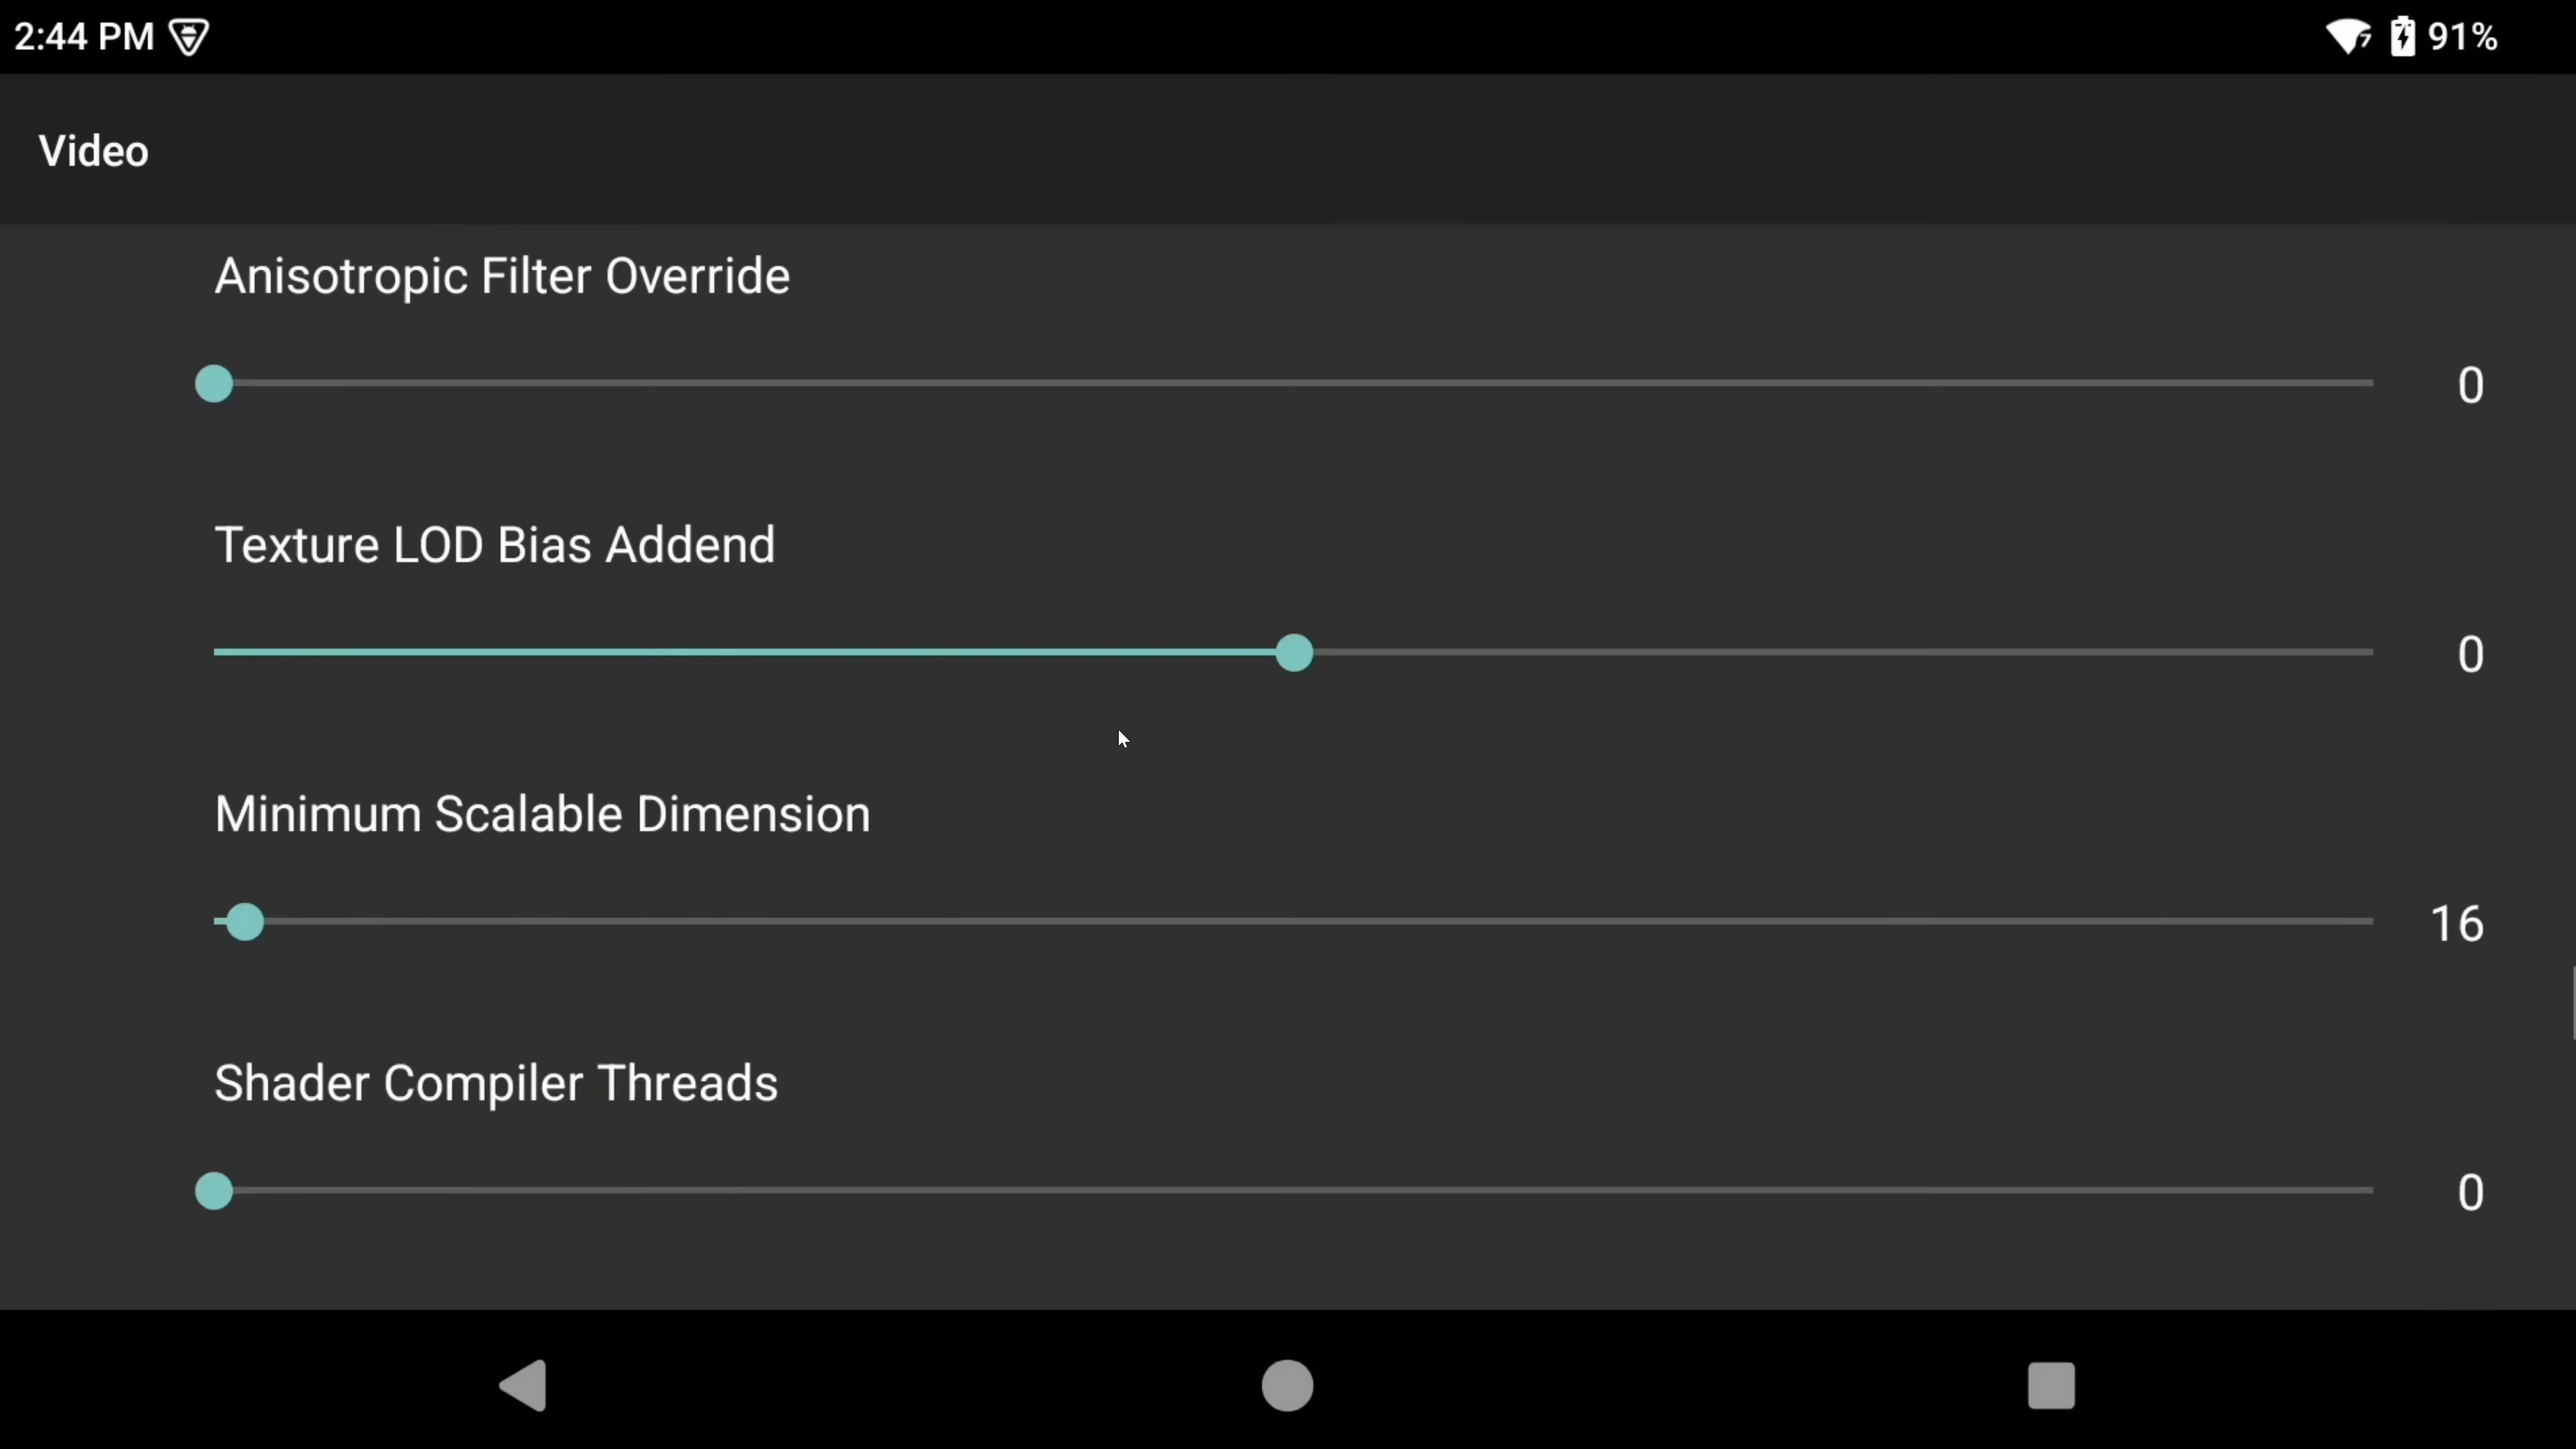 2:44 PM
7
91%
Video
Anisotropic Filter Override
0
Texture LOD Bias Addend
0
Minimum Scalable Dimension
16
Shader Compiler Threads
0